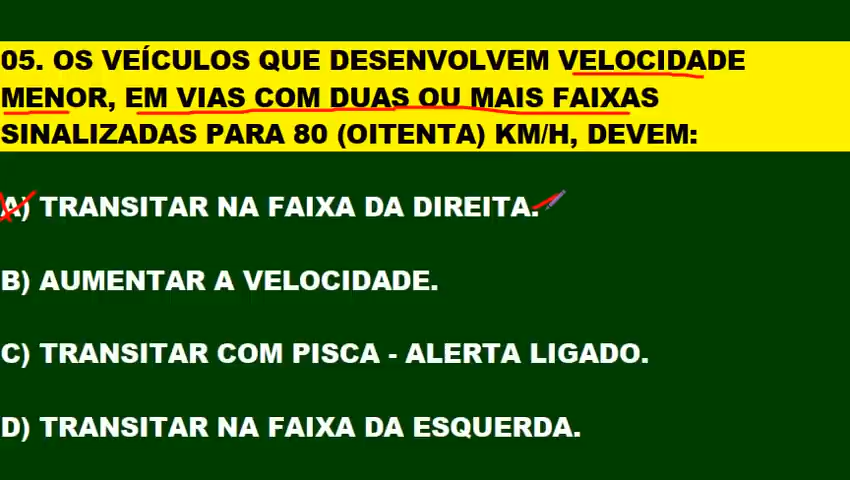 05. OS VEÍCULOS QUE DESENVOLVEM VELOCIDADE
MENOR, EM VIAS COM DUAS OU MAIS FAIXAS
SINALIZADAS PARA 80 (OITENTA) KM/H, DEVEM:
A) TRANSITAR NA FAIXA DA DIREITA.
B) AUMENTAR A VELOCIDADE.
C) TRANSITAR COM PISCA - ALERTA LIGADO.
D) TRANSITAR NA FAIXA DA ESQUERDA.